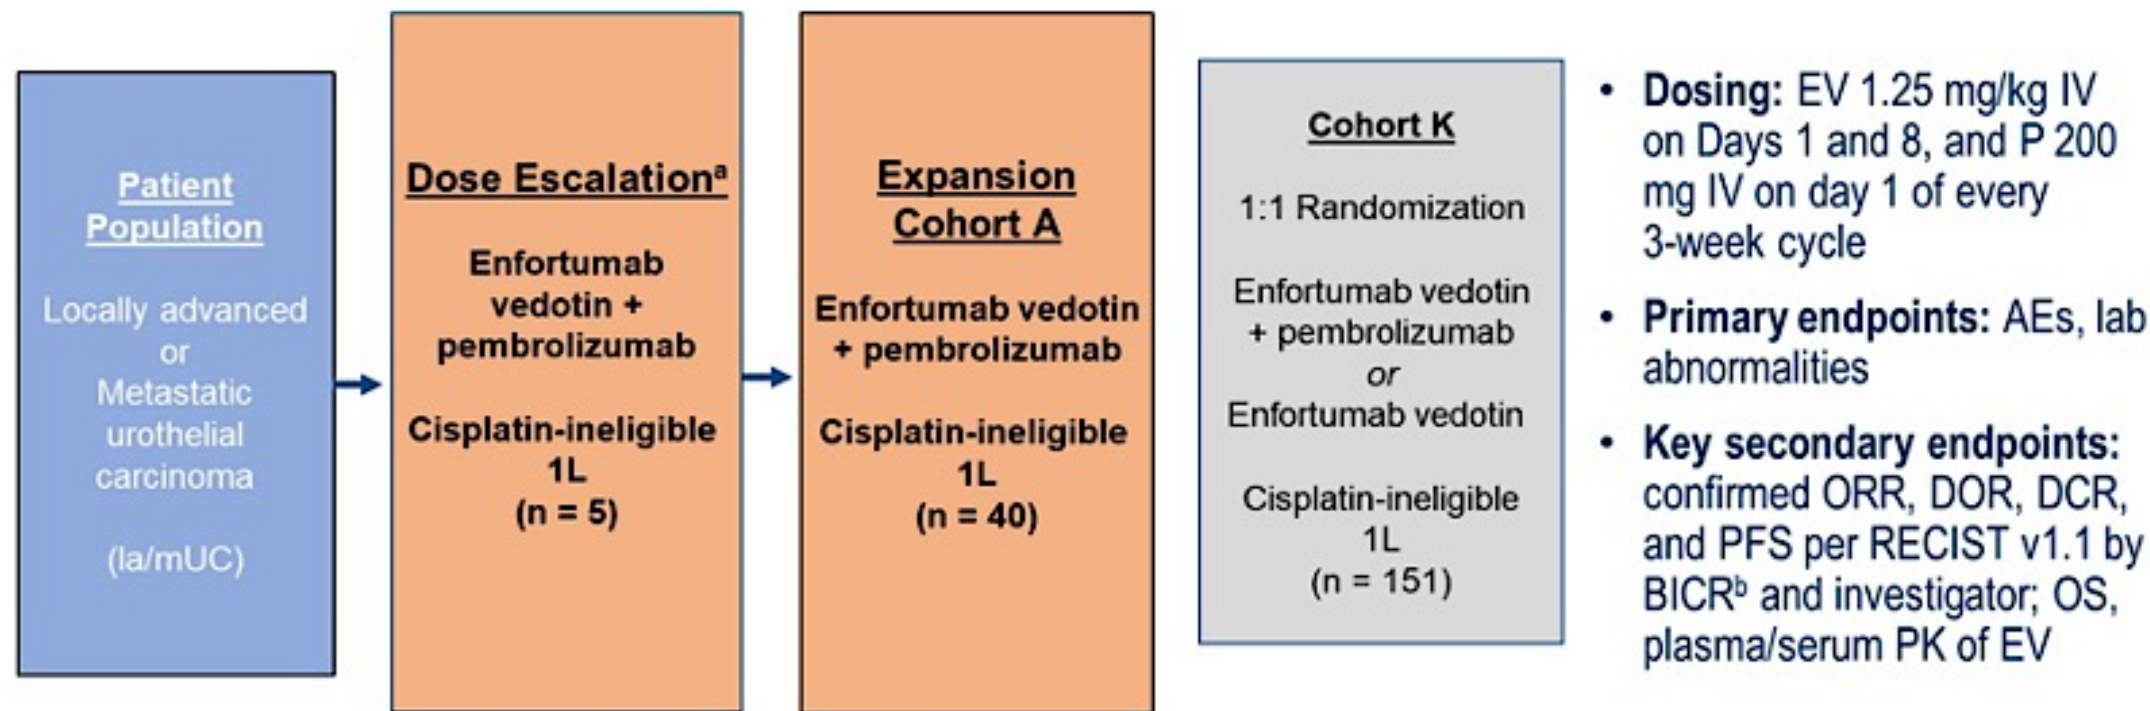 Patient
Population
Locally advanced
or
Metastatic
urothelial
carcinoma
(la/mUC)
Dose Escalationᵃ
Enfortumab
vedotin +
pembrolizumab
Cisplatin-ineligible
1L
(n = 5)
Expansion
Cohort A
Enfortumab vedotin
+ pembrolizumab
Cisplatin-ineligible
1L
(n = 40)
Cohort K
1:1 Randomization
Enfortumab vedotin
+ pembrolizumab
or
Enfortumab vedotin
Cisplatin-ineligible
1L
(n = 151)
• Dosing: EV 1.25 mg/kg IV
on Days 1 and 8, and P 200
mg IV on day 1 of every
3-week cycle
• Primary endpoints: AEs, lab
abnormalities
• Key secondary endpoints:
confirmed ORR, DOR, DCR,
and PFS per RECIST v1.1 by
BICRᵇ and investigator; OS,
plasma/serum PK of EV